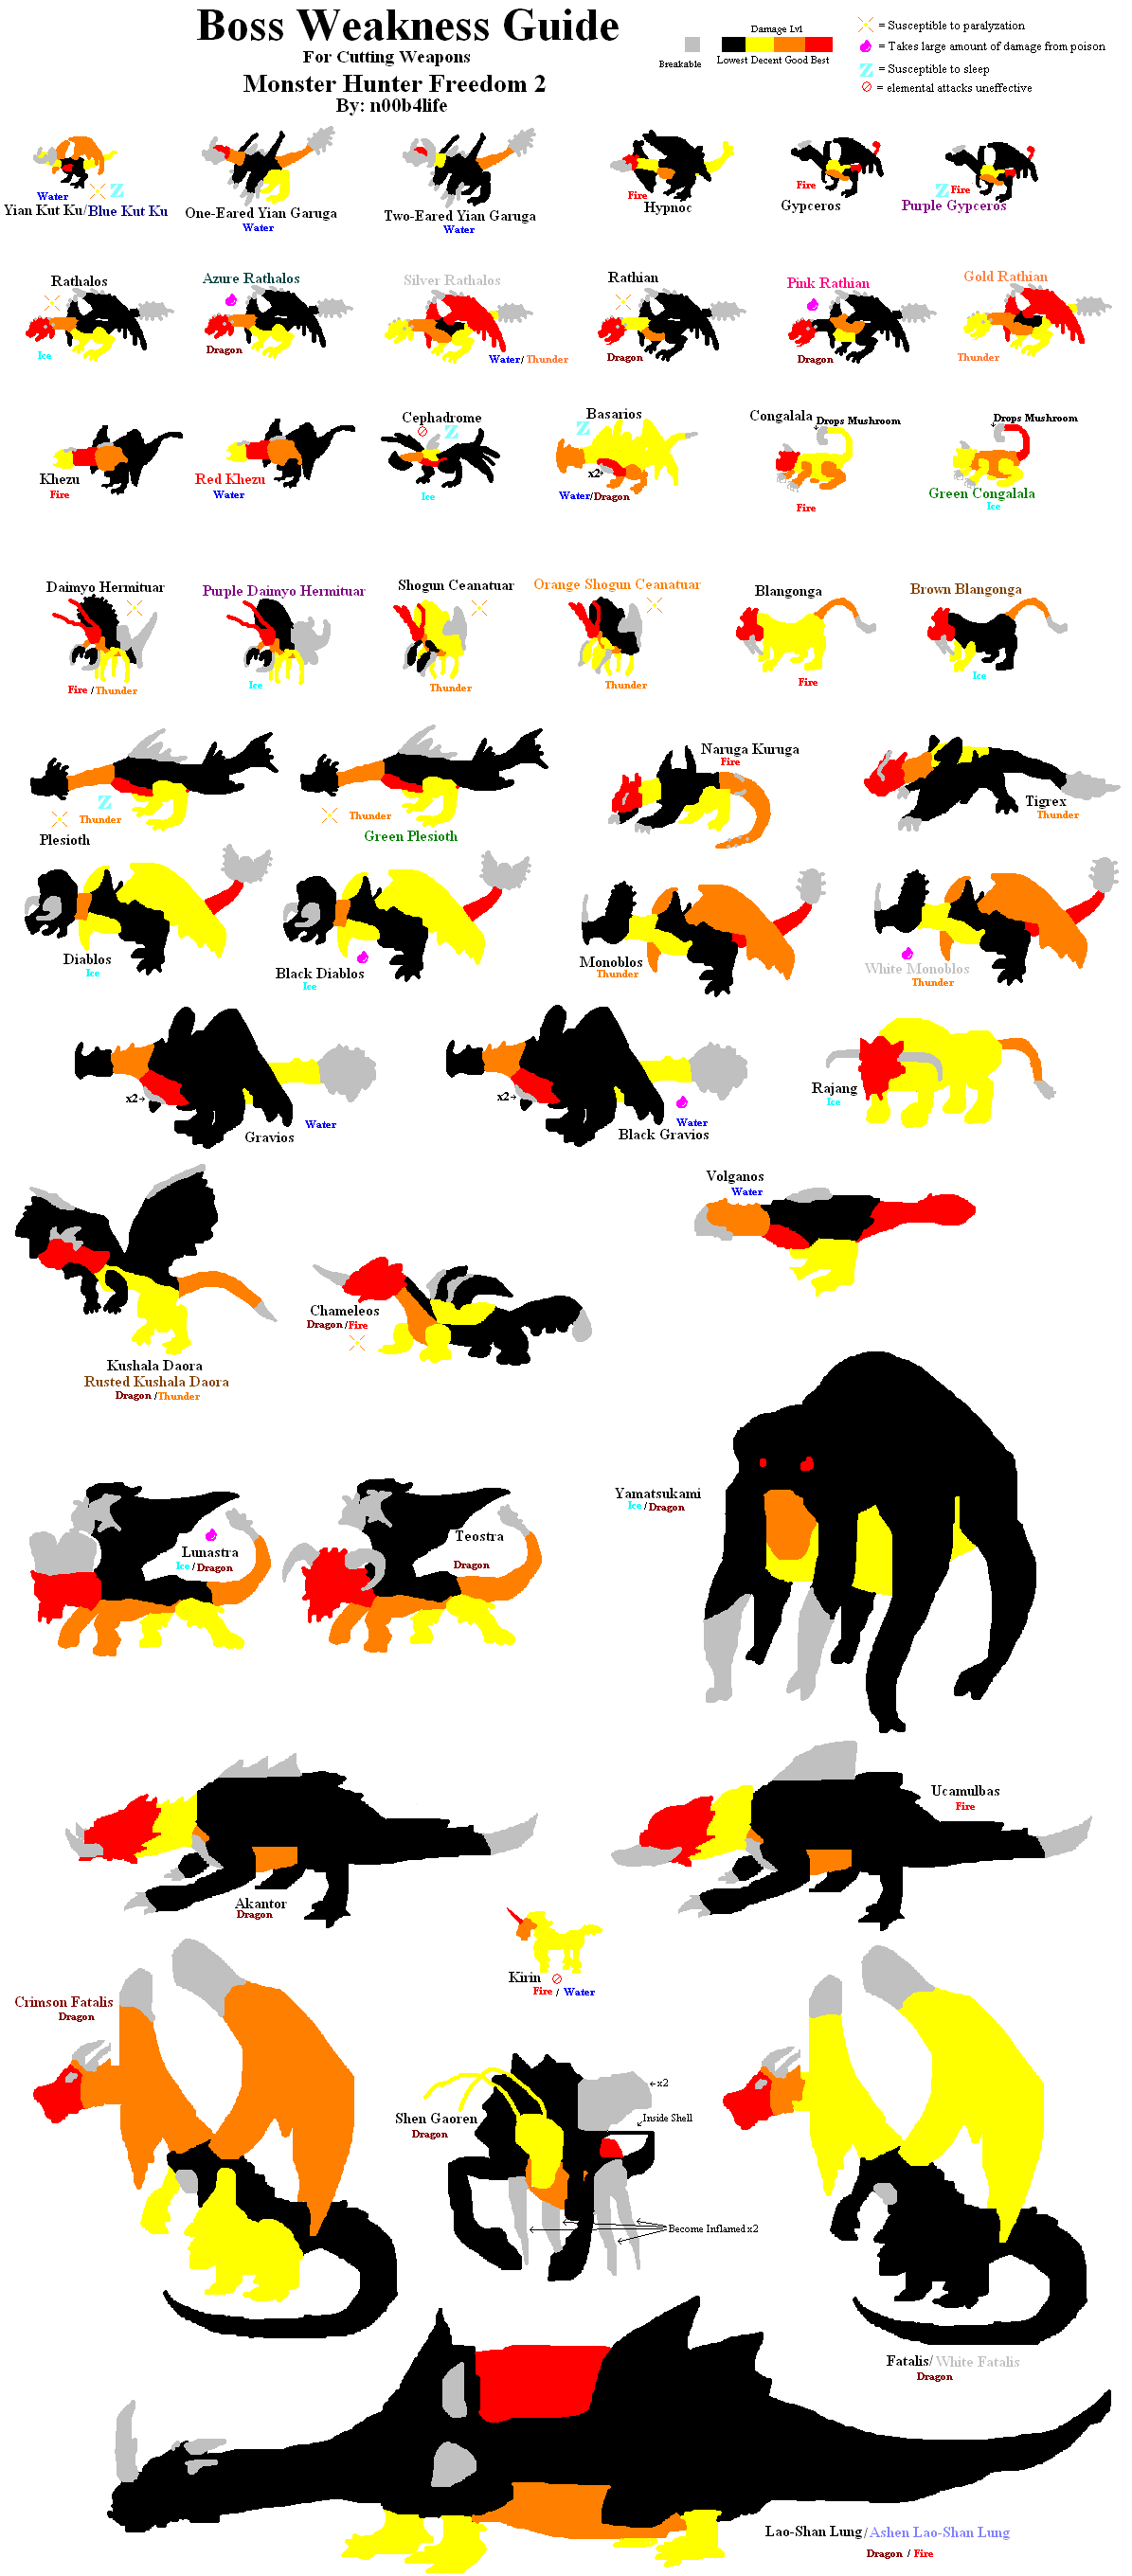 Boss Weakness Guide
For Cutting Weapons
Monster Hunter Freedom 2
By: n00b4life
Damage Lvl
Breakable
Lowest Decent Good Best
= Susceptible to paralyzation
= Takes large amount of damage from poison
Z = Susceptible to sleep
= elemental attacks uneffective
Water
Z
Yian Kut Ku/Blue Kut Ku
One-Eared Yian Garuga
Water
Two-Eared Yian Garuga
Water
Fire
Hypnoc
Fire
Gypceros
Z Fire
Purple Gypceros
Rathalos
Ice
Azure Rathalos
Dragon
Silver Rathalos
Water/Thunder
Rathian
Dragon
Pink Rathian
Dragon
Gold Rathian
Thunder
Khezu
Fire
Red Khezu
Water
Cephadrome
Z
Ice
Basarios
Z
x2→
Water/Dragon
Congalala
Drops Mushroom
Fire
Drops Mushroom
Green Congalala
Ice
Daimyo Hermituar
Fire / Thunder
Purple Daimyo Hermituar
Ice
Shogun Ceanatuar
Thunder
Orange Shogun Ceanatuar
Thunder
Blangonga
Fire
Brown Blangonga
Ice
Z
Thunder
Plesioth
Thunder
Green Plesioth
Naruga Kuruga
Fire
Tigrex
Thunder
Diablos
Ice
Black Diablos
Ice
Monoblos
Thunder
White Monoblos
Thunder
x2→
Water
Gravios
x2→
Water
Black Gravios
Rajang
Ice
Volganos
Water
Kushala Daora
Rusted Kushala Daora
Dragon /Thunder
Chameleos
Dragon /Fire
Yamatsukami
Ice /Dragon
Lunastra
Ice /Dragon
Teostra
Dragon
Akantor
Dragon
Ucamulbas
Fire
Kirin
Fire / Water
Crimson Fatalis
Dragon
Shen Gaoren
Dragon
←x2
Inside Shell
Become Inflamed x2
Fatalis/White Fatalis
Dragon
Lao-Shan Lung/Ashen Lao-Shan Lung
Dragon / Fire